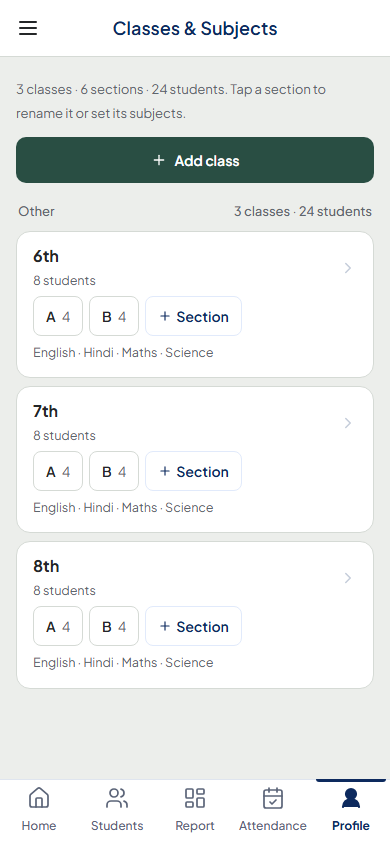 Classes & Subjects
3 classes · 6 sections · 24 students. Tap a section to
rename it or set its subjects.
+ Add class
Other 3 classes · 24 students
6th
8 students
A 4 B 4 + Section
English · Hindi · Maths · Science
7th
8 students
A 4 B 4 + Section
English · Hindi · Maths · Science
8th
8 students
A 4 B 4 + Section
English · Hindi · Maths · Science
Home Students Report Attendance Profile